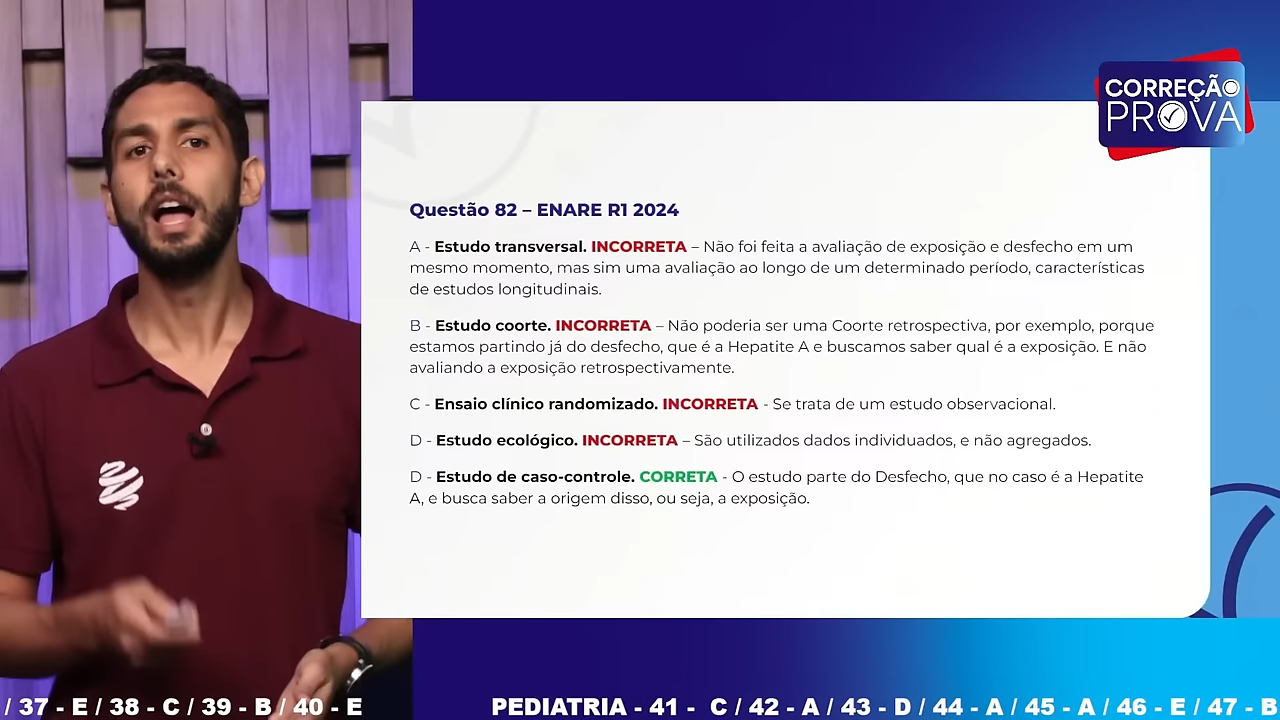 CORREÇÃO
PROVA
Questão 82 – ENARE R1 2024
A - Estudo transversal. INCORRETA – Não foi feita a avaliação de exposição e desfecho em um
mesmo momento, mas sim uma avaliação ao longo de um determinado período, características
de estudos longitudinais.
B - Estudo coorte. INCORRETA – Não poderia ser uma Coorte retrospectiva, por exemplo, porque
estamos partindo já do desfecho, que é a Hepatite A e buscamos saber qual é a exposição. E não
avaliando a exposição retrospectivamente.
C - Ensaio clínico randomizado. INCORRETA - Se trata de um estudo observacional.
D - Estudo ecológico. INCORRETA – São utilizados dados individuados, e não agregados.
D - Estudo de caso-controle. CORRETA - O estudo parte do Desfecho, que no caso é a Hepatite
A, e busca saber a origem disso, ou seja, a exposição.
/ 37 - E / 38 - C / 39 - B / 40 - E PEDIATRIA - 41 - C / 42 - A / 43 - D / 44 - A / 45 - A / 46 - E / 47 - B